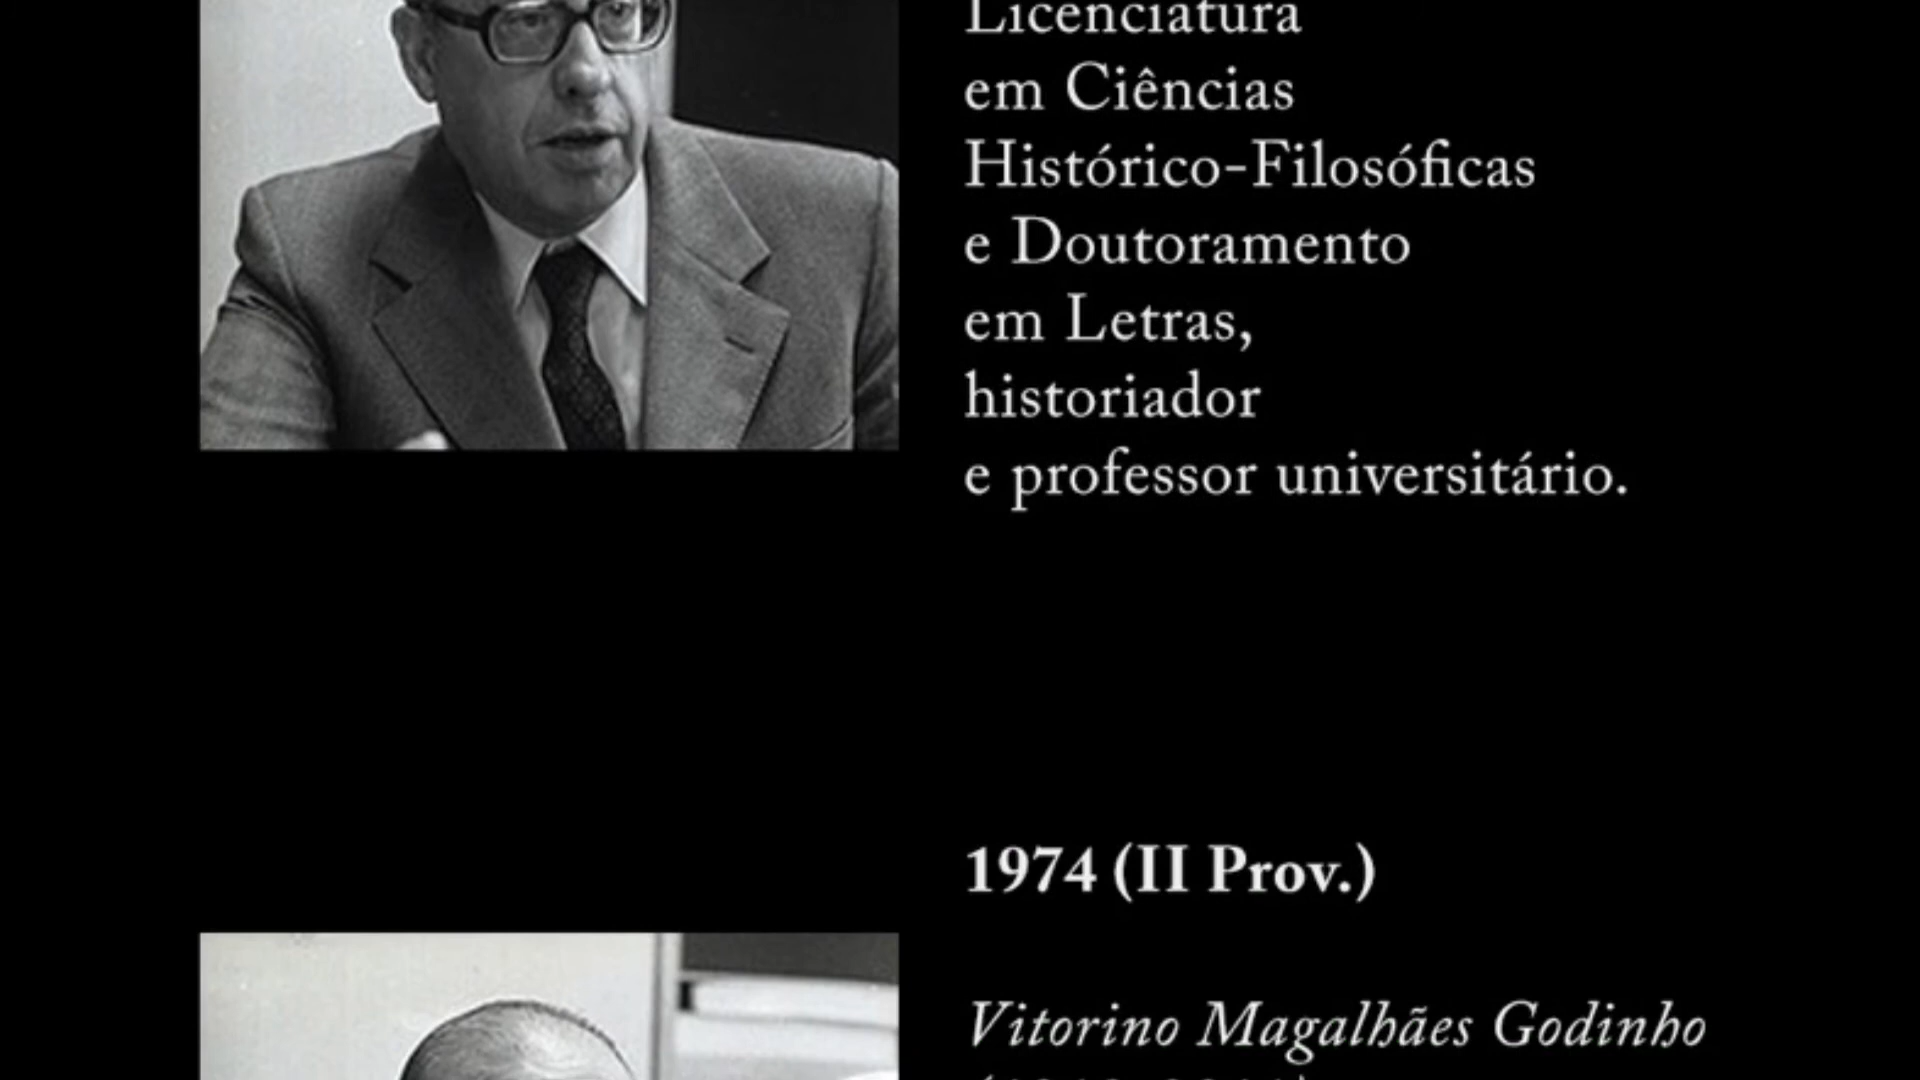 Licenciatura
em Ciências
Histórico-Filosóficas
e Doutoramento
em Letras,
historiador
e professor universitário.
1974 (II Prov.)
Vitorino Magalhães Godinho